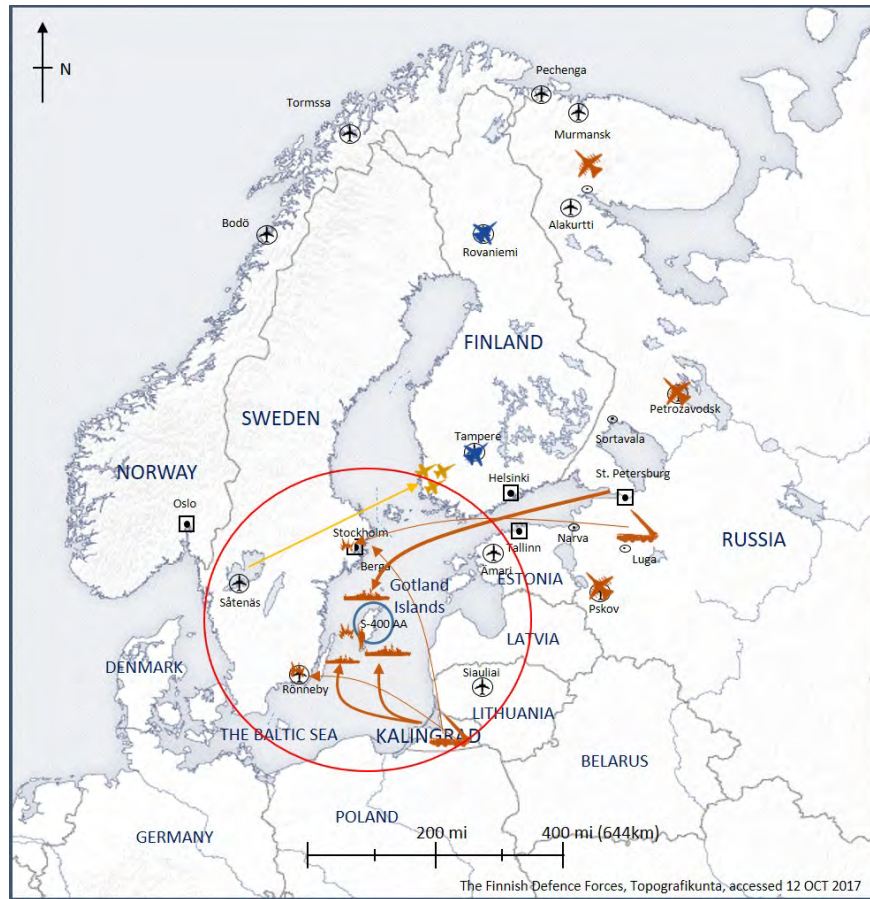 N
Pechenga
Tormssa
Murmansk
Bodö
Alakurtti
Rovaniemi
FINLAND
SWEDEN
Petrozavodsk
Sortavala
Tampere
NORWAY
Helsinki
St. Petersburg
Oslo
Stockholm
Tallinn
Narva
RUSSIA
Berga
Luga
Ämari
ESTONIA
Gotland
Islands
Såtenäs
Pskov
S-400 AA
LATVIA
DENMARK
Siauliai
Rönneby
LITHUANIA
THE BALTIC SEA
KALINGRAD
BELARUS
POLAND
GERMANY
200 mi
400 mi (644km)
The Finnish Defence Forces, Topografikunta, accessed 12 OCT 2017